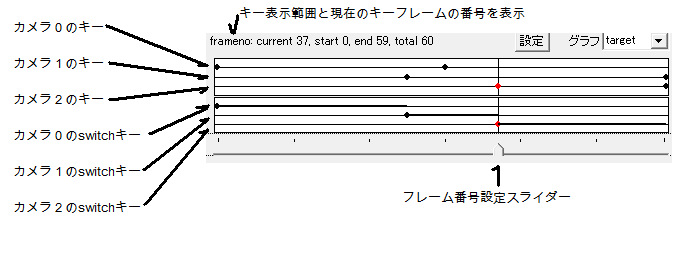 キー表示範囲と現在のキーフレームの番号を表示
カメラ０のキー
frameno: current 37, start 0, end 59, total 60
設定
グラフ
target
カメラ１のキー
カメラ２のキー
カメラ０のswitchキー
カメラ１のswitchキー
カメラ２のswitchキー
フレーム番号設定スライダー